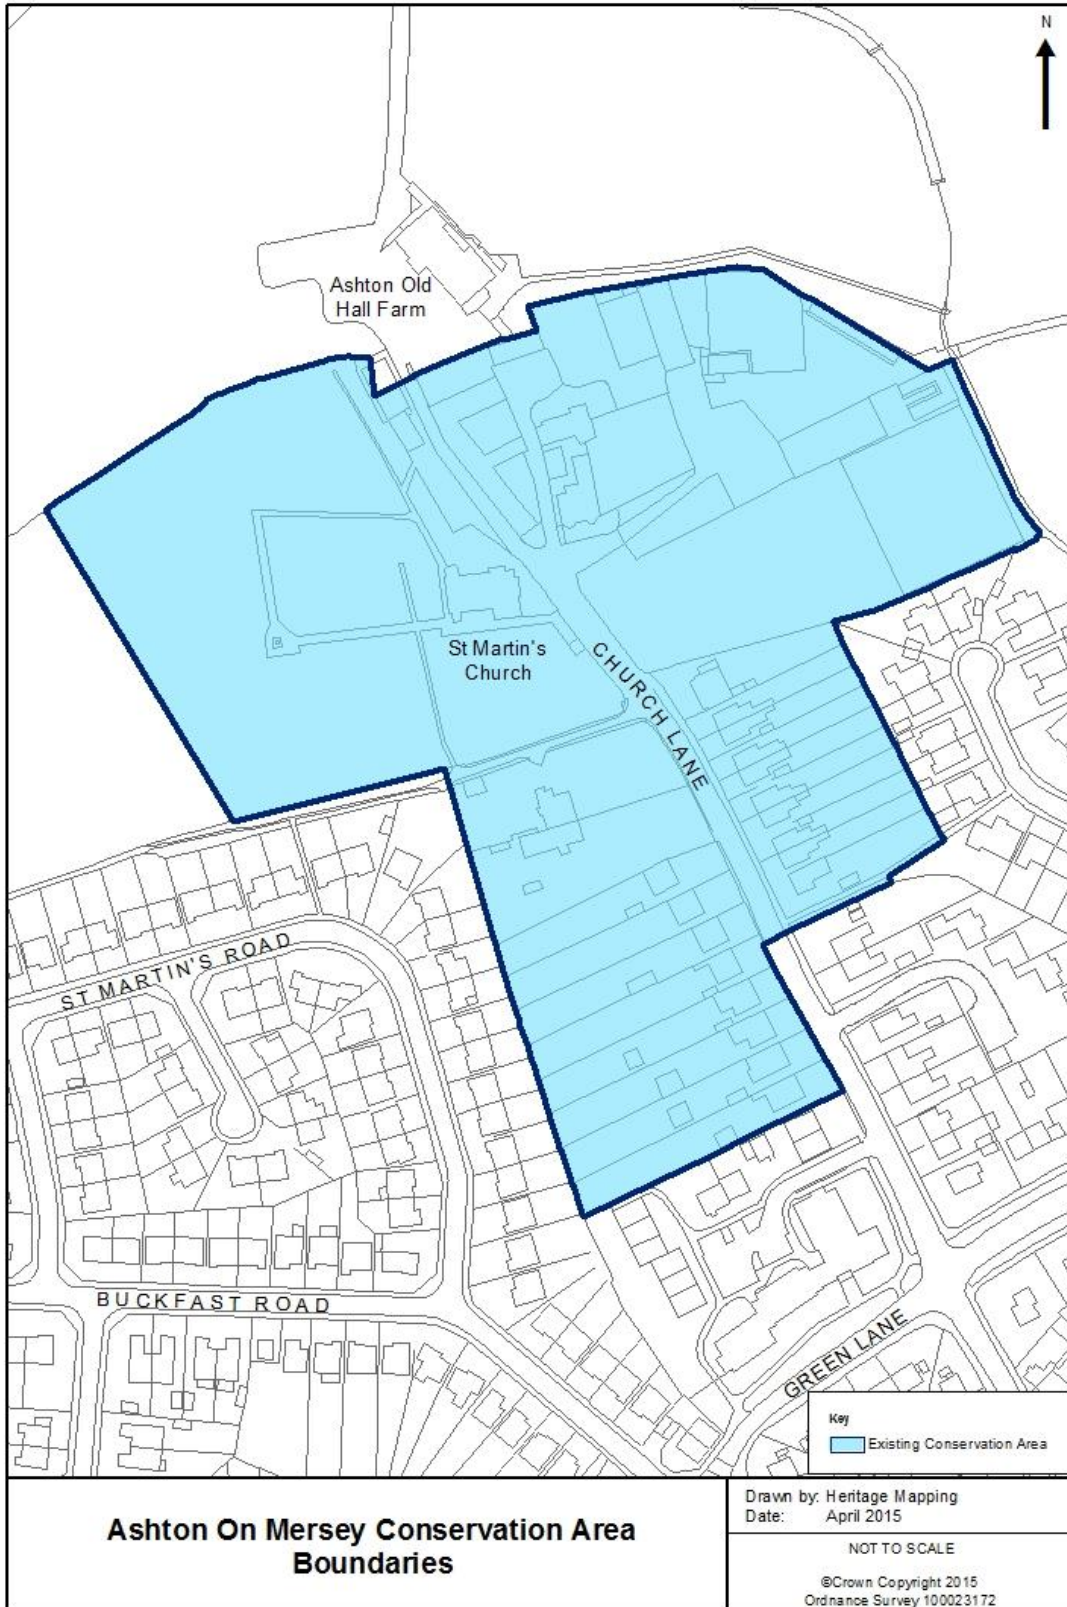 N
Ashton Old
Hall Farm
St Martin's
Church
CHURCH LANE
ST MARTIN'S ROAD
BUCKFAST ROAD
GREEN LANE
Key
Existing Conservation Area
Ashton On Mersey Conservation Area
Boundaries
Drawn by: Heritage Mapping
Date: April 2015
NOT TO SCALE
©Crown Copyright 2015
Ordnance Survey 100023172